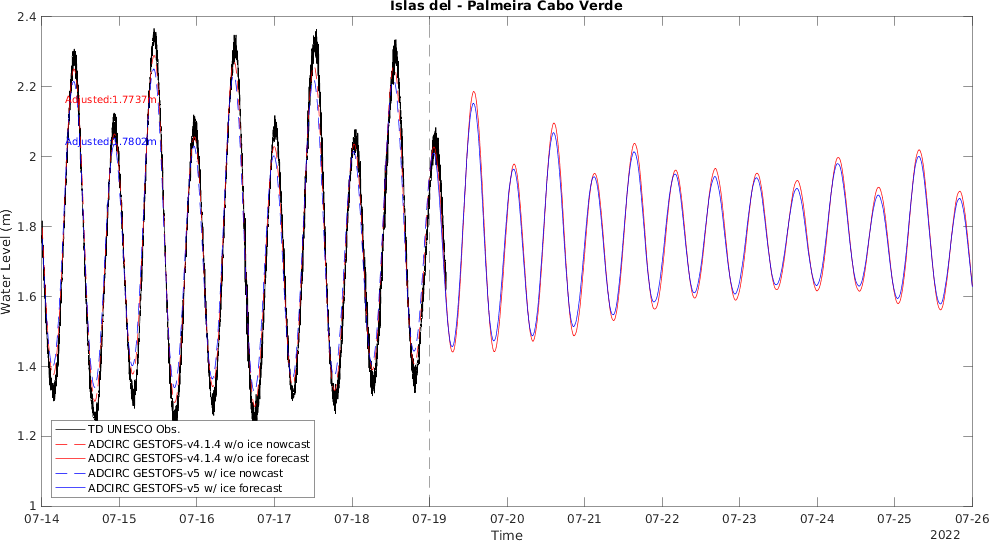 Islas del - Palmeira Cabo Verde
2.4
2.2
2
1.8
1.6
1.4
1.2
1
Water Level (m)
Adjusted:1.7737m
Adjusted:1.7802m
TD UNESCO Obs.
ADCIRC GESTOFS-v4.1.4 w/o ice nowcast
ADCIRC GESTOFS-v4.1.4 w/o ice forecast
ADCIRC GESTOFS-v5 w/ ice nowcast
ADCIRC GESTOFS-v5 w/ ice forecast
07-14 07-15 07-16 07-17 07-18 07-19 07-20 07-21 07-22 07-23 07-24 07-25 07-26
Time
2022